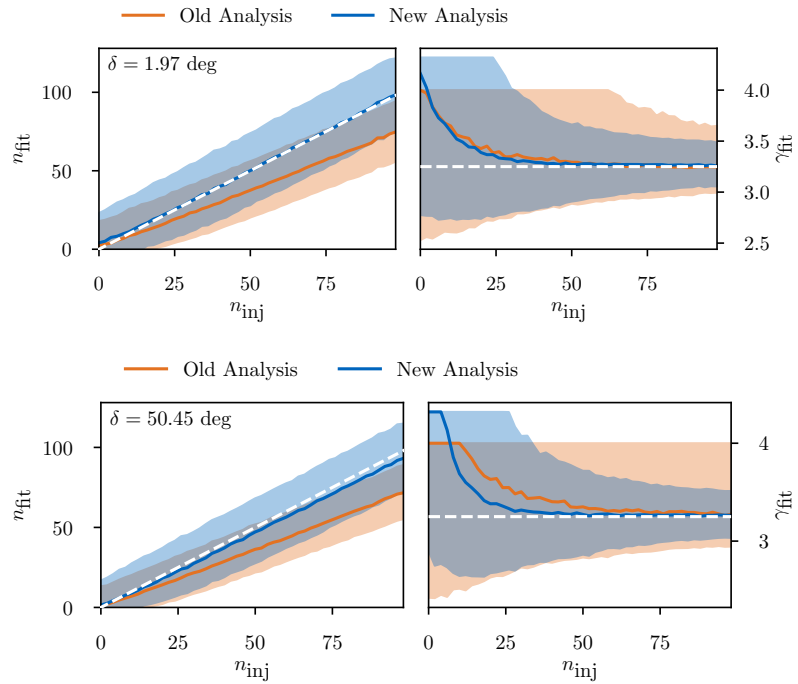 Old Analysis New Analysis
δ = 1.97 deg
100
50
0
n_fit
4.0
3.5
3.0
2.5
γ_fit
0 25 50 75
0 25 50 75
n_inj
n_inj
Old Analysis New Analysis
δ = 50.45 deg
100
50
0
n_fit
4
3
γ_fit
0 25 50 75
0 25 50 75
n_inj
n_inj